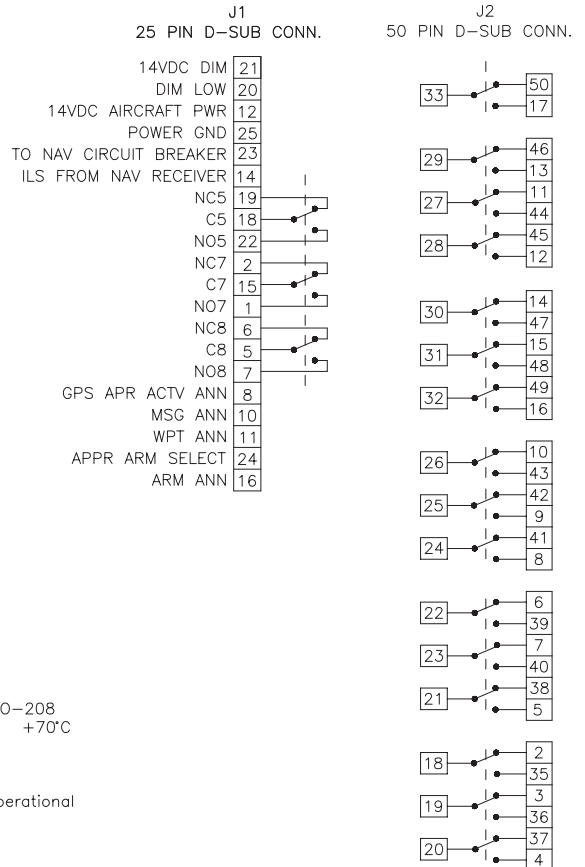 J1
25 PIN D-SUB CONN.
14VDC DIM 21
DIM LOW 20
14VDC AIRCRAFT PWR 12
POWER GND 25
TO NAV CIRCUIT BREAKER 23
ILS FROM NAV RECEIVER 14
NC5 19
C5 18
NO5 22
NC7 2
C7 15
NO7 1
NC8 6
C8 5
NO8 7
GPS APR ACTV ANN 8
MSG ANN 10
WPT ANN 11
APPR ARM SELECT 24
ARM ANN 16
J2
50 PIN D-SUB CONN.
33 50
17
29 46
13
27 11
44
28 45
12
30 14
47
31 15
48
32 49
16
26 10
43
25 42
9
24 41
8
22 6
39
23 7
40
21 38
5
18 2
35
19 3
36
20 37
4
O-208
+70°C
perational